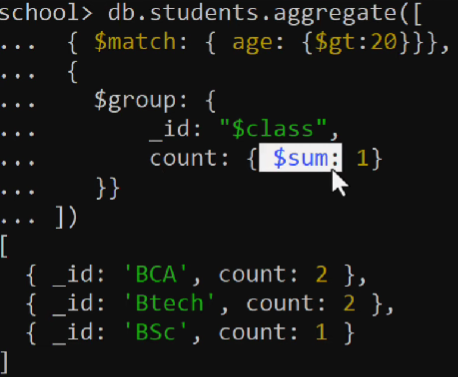 school> db.students.aggregate([
...  { $match: { age: {$gt:20}}},
...  {
...    $group: {
...        _id: "$class",
...        count: { $sum: 1}
...    }}
... ])
[
  { _id: 'BCA', count: 2 },
  { _id: 'Btech', count: 2 },
  { _id: 'BSc', count: 1 }
]